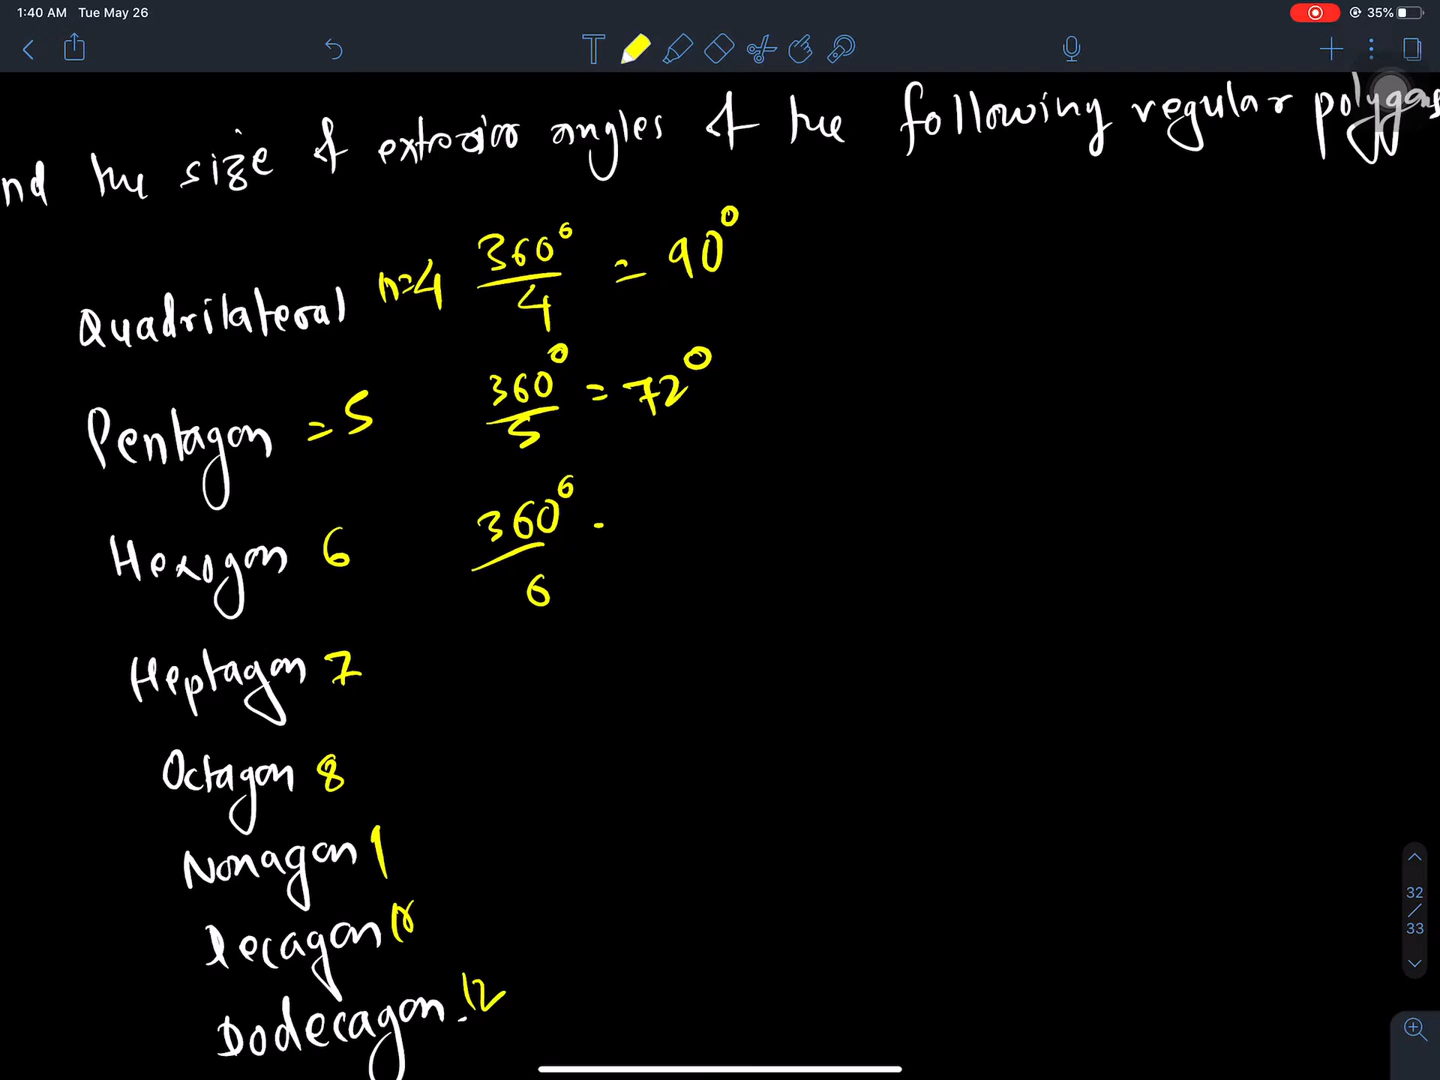 1:40 AM Tue May 26
35%
T
nd the size of exterior angles of the following regular polygons
Quadrilateral n=4 360°/4 = 90°
Pentagon = 5 360°/5 = 72°
Hexogon 6 360°/6 -
Heptagon 7
Octagon 8
Nonagon 9
Decagon 10
Dodecagon. 12
32
/
33